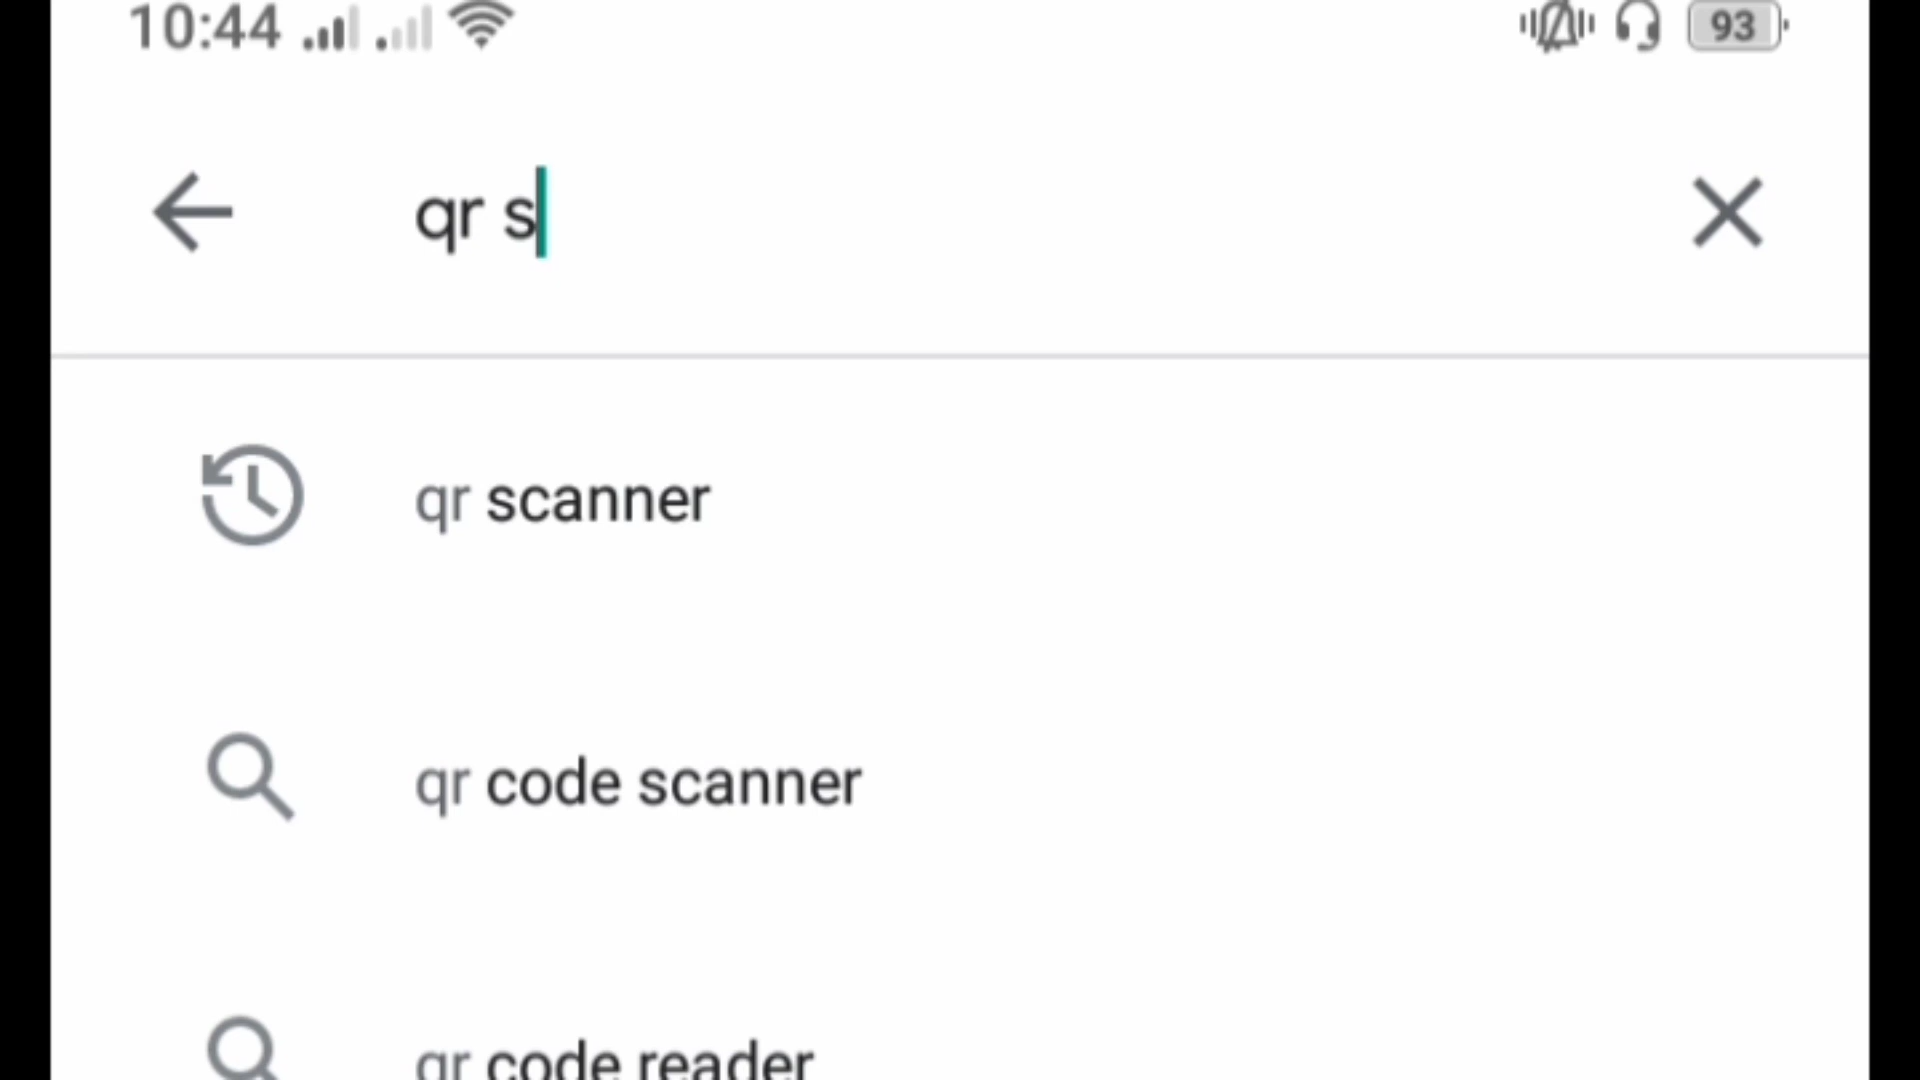 10:44 93
qr s
qr scanner
qr code scanner
qr code reader